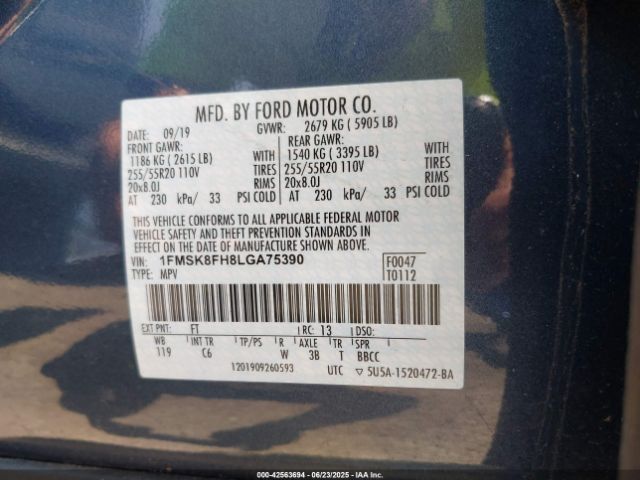 MFD. BY FORD MOTOR CO.
DATE: 09/19 GVWR: 2679 KG ( 5905 LB)
FRONT GAWR: REAR GAWR:
1186 KG ( 2615 LB) WITH 1540 KG ( 3395 LB) WITH
255/55R20 110V TIRES 255/55R20 110V TIRES
20x8.0J RIMS 20x8.0J RIMS
AT 230 kPa/ 33 PSI COLD AT 230 kPa/ 33 PSI COLD
THIS VEHICLE CONFORMS TO ALL APPLICABLE FEDERAL MOTOR
VEHICLE SAFETY AND THEFT PREVENTION STANDARDS IN
EFFECT ON THE DATE OF MANUFACTURE SHOWN ABOVE.
VIN: 1FMSK8FH8LGA75390 F0047
TYPE: MPV T0112
EXT PNT: FT RC: 13 DSO:
WB INT TR TP/PS R AXLE TR SPR
119 C6 W 3B T BBCC
1201909260593 UTC ▽ 5U5A-1520472-BA
00-42563694 | 06/23/2025 | IAA Inc. | Copart